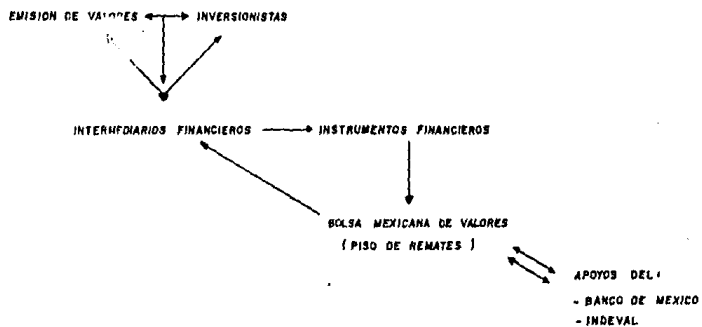 EMISION DE VALORES
INVERSIONISTAS
INTERMEDIARIOS FINANCIEROS
INSTRUMENTOS FINANCIEROS
BOLSA MEXICANA DE VALORES
( PISO DE REMATES )
APOYOS DEL:
- BANCO DE MEXICO
- INDEVAL